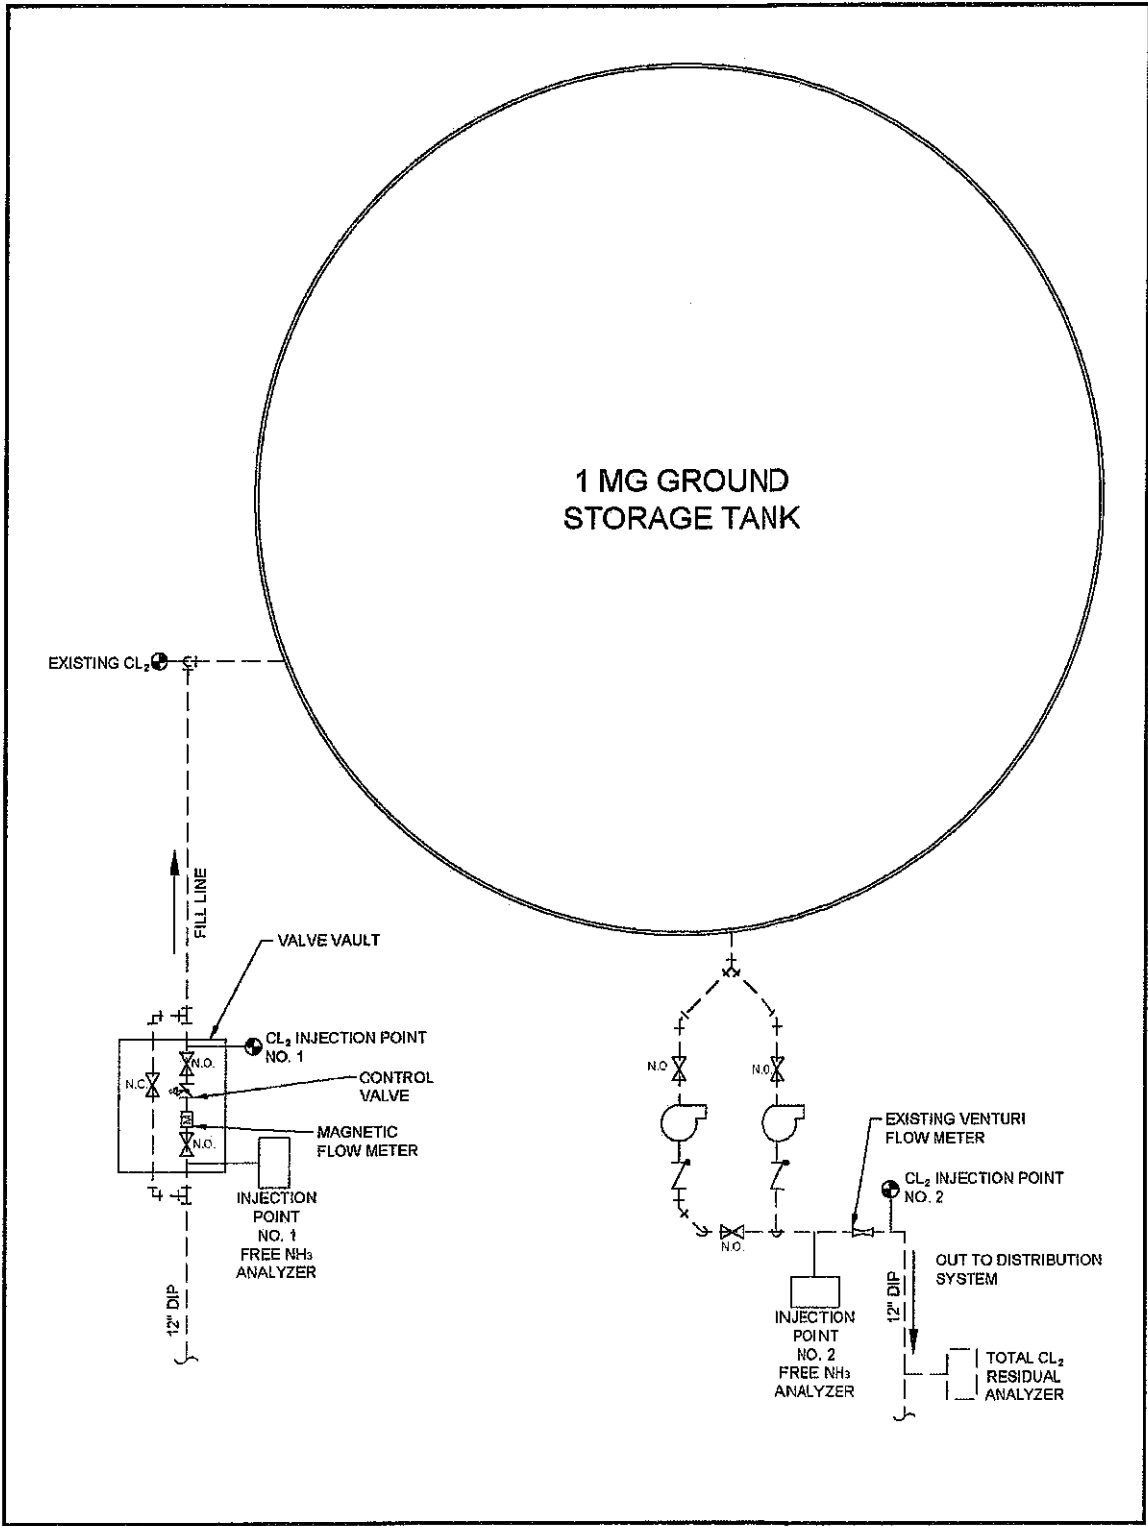 1 MG GROUND
STORAGE TANK
EXISTING CL₂
FILL LINE
VALVE VAULT
CL₂ INJECTION POINT
NO. 1
N.O.
N.C.
CONTROL
VALVE
M
MAGNETIC
FLOW METER
N.O.
INJECTION
POINT
NO. 1
FREE NH₃
ANALYZER
12" DIP
N.O
N.O.
EXISTING VENTURI
FLOW METER
CL₂ INJECTION POINT
NO. 2
N.O.
OUT TO DISTRIBUTION
SYSTEM
12" DIP
INJECTION
POINT
NO. 2
FREE NH₃
ANALYZER
TOTAL CL₂
RESIDUAL
ANALYZER